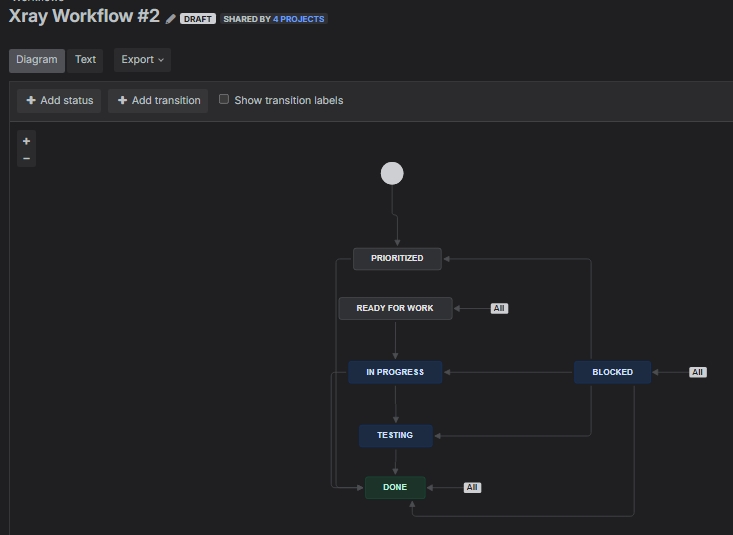 Workflows
Xray Workflow #2 DRAFT SHARED BY 4 PROJECTS
Diagram Text Export
+ Add status + Add transition Show transition labels
+
−
PRIORITIZED
READY FOR WORK All
IN PROGRESS BLOCKED All
TESTING
DONE All